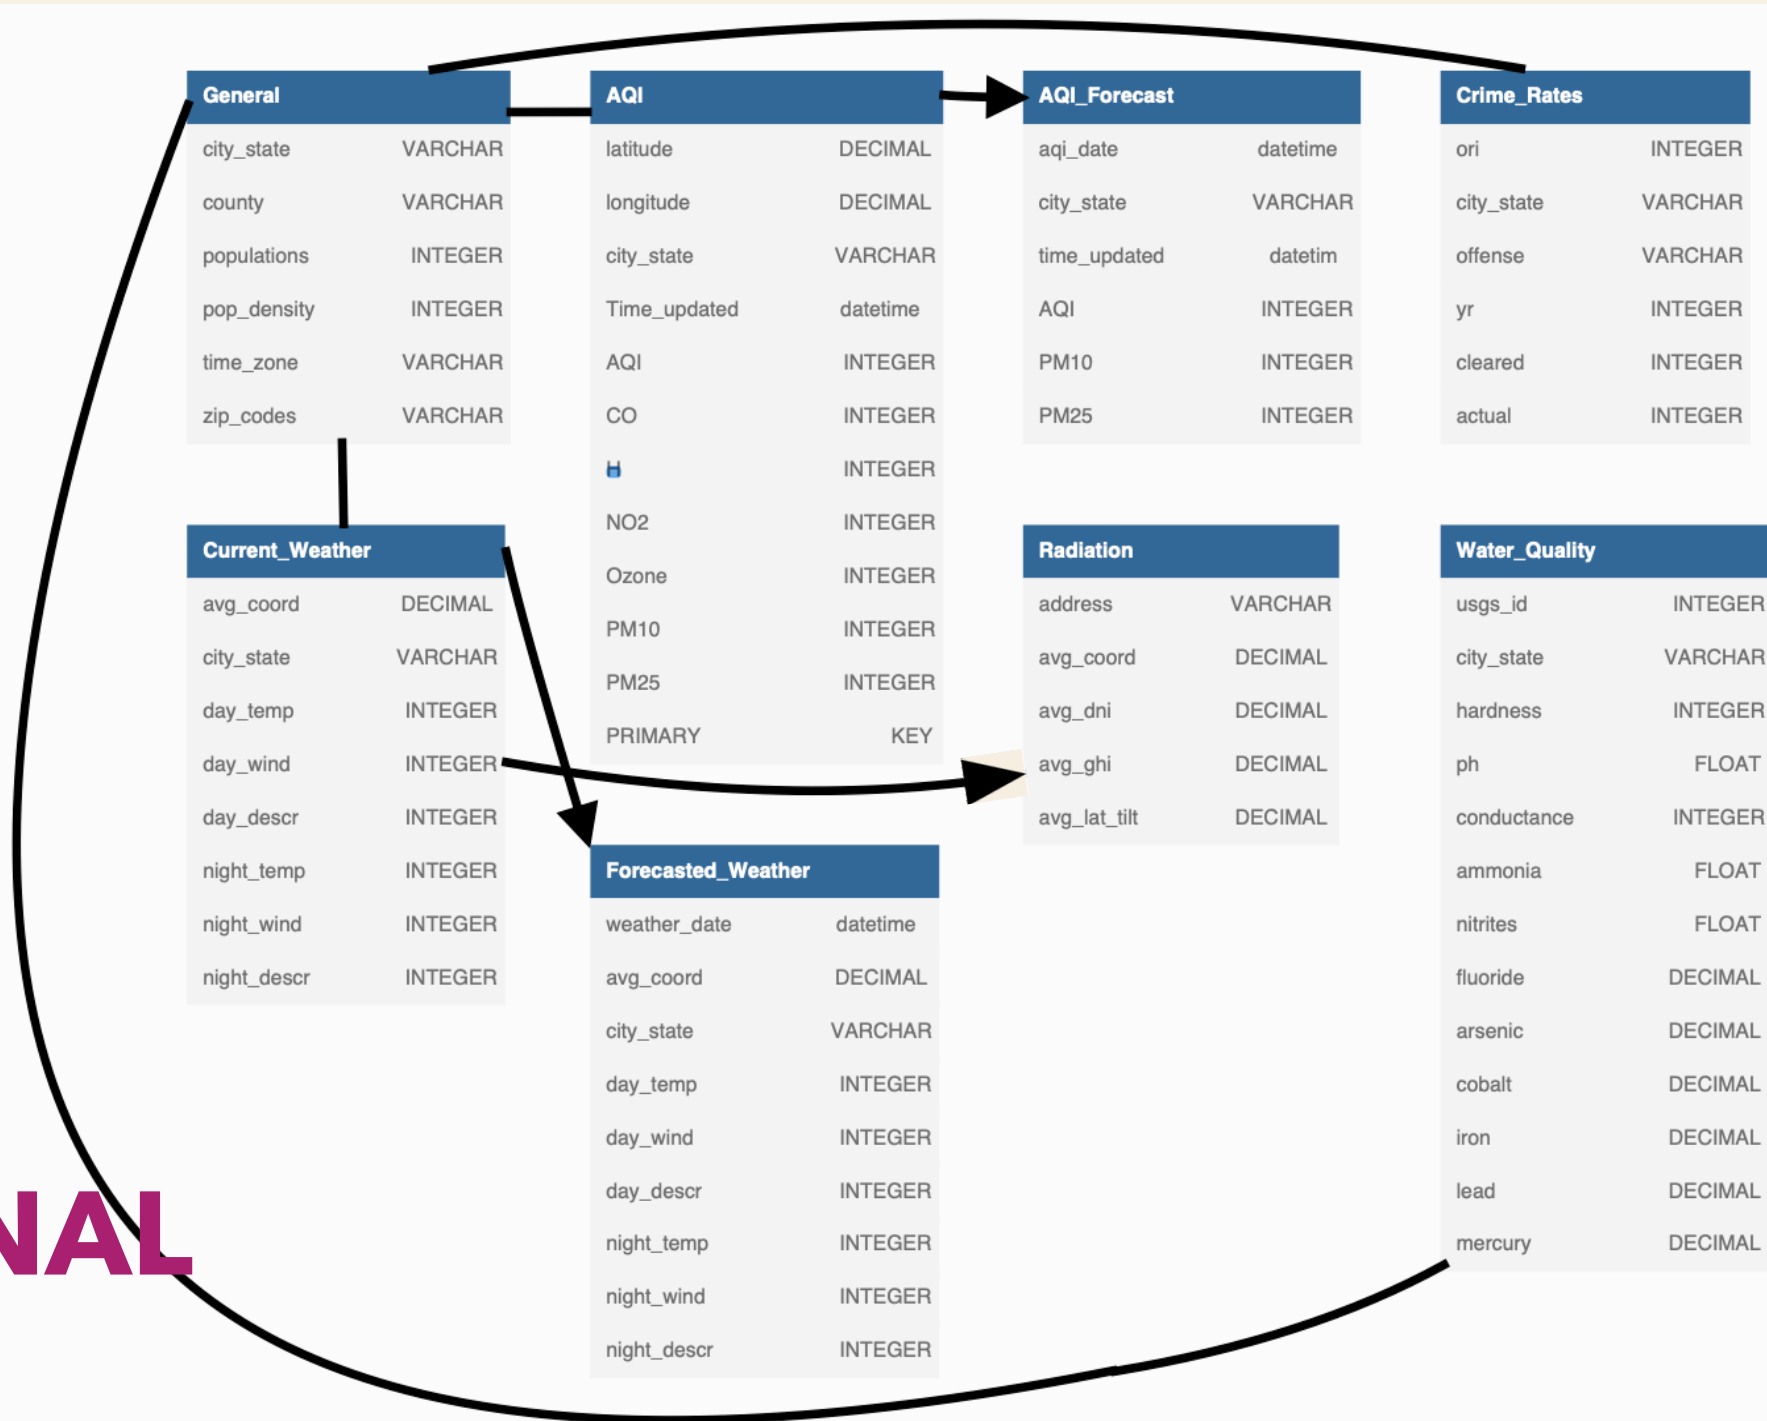 General
city_state VARCHAR
county VARCHAR
populations INTEGER
pop_density INTEGER
time_zone VARCHAR
zip_codes VARCHAR
AQI
latitude DECIMAL
longitude DECIMAL
city_state VARCHAR
Time_updated datetime
AQI INTEGER
CO INTEGER
INTEGER
NO2 INTEGER
Ozone INTEGER
PM10 INTEGER
PM25 INTEGER
PRIMARY KEY
AQI_Forecast
aqi_date datetime
city_state VARCHAR
time_updated datetim
AQI INTEGER
PM10 INTEGER
PM25 INTEGER
Crime_Rates
ori INTEGER
city_state VARCHAR
offense VARCHAR
yr INTEGER
cleared INTEGER
actual INTEGER
Current_Weather
avg_coord DECIMAL
city_state VARCHAR
day_temp INTEGER
day_wind INTEGER
day_descr INTEGER
night_temp INTEGER
night_wind INTEGER
night_descr INTEGER
Forecasted_Weather
weather_date datetime
avg_coord DECIMAL
city_state VARCHAR
day_temp INTEGER
day_wind INTEGER
day_descr INTEGER
night_temp INTEGER
night_wind INTEGER
night_descr INTEGER
Radiation
address VARCHAR
avg_coord DECIMAL
avg_dni DECIMAL
avg_ghi DECIMAL
avg_lat_tilt DECIMAL
Water_Quality
usgs_id INTEGER
city_state VARCHAR
hardness INTEGER
ph FLOAT
conductance INTEGER
ammonia FLOAT
nitrites FLOAT
fluoride DECIMAL
arsenic DECIMAL
cobalt DECIMAL
iron DECIMAL
lead DECIMAL
mercury DECIMAL
NAL